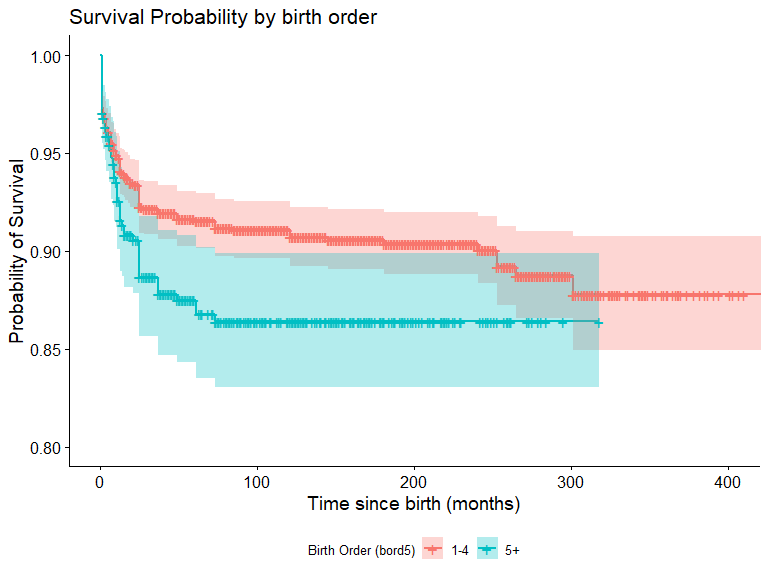 Survival Probability by birth order
Probability of Survival
1.00
0.95
0.90
0.85
0.80
0 100 200 300 400
Time since birth (months)
Birth Order (bord5) 1-4 5+